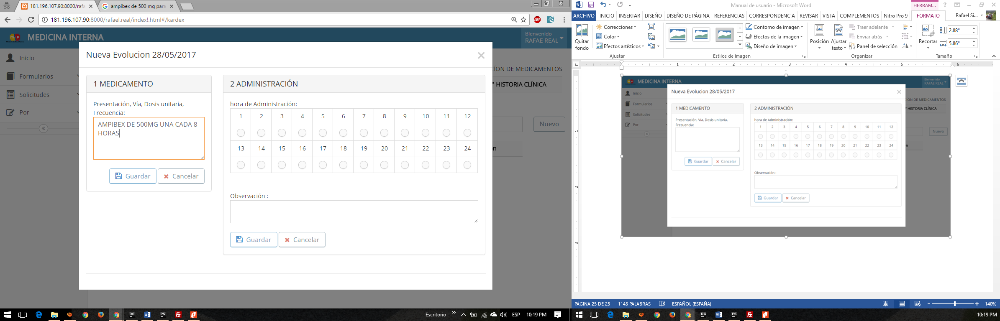 181.196.107.90:8000/rafa
ampibex de 500 mg para
181.196.107.90:8000/rafael.real/index!.html#/kardex
ABP
MEDICINA INTERNA
Bienvenido
RAFAE REAL
Inicio
Formularios
Solicitudes
Por
CÍON DE MEDICAMENTOS
° HISTORIA CLÍNICA
Nuevo
ón
Nueva Evolucion 28/05/2017
1 MEDICAMENTO
Presentación, Vía, Dosis unitaria,
Frecuencia:
AMPIBEX DE 500MG UNA CADA 8
HORAS
Guardar Cancelar
2 ADMINISTRACIÓN
hora de Administración:
1 2 3 4 5 6 7 8 9 10 11 12
13 14 15 16 17 18 19 20 21 22 23 24
Observación :
Guardar Cancelar
Escritorio
ESP
10:19 PM
Manual de usuario - Microsoft Word
HERRAM...
ARCHIVO INICIO INSERTAR DISEÑO DISEÑO DE PÁGINA REFERENCIAS CORRESPONDENCIA REVISAR VISTA COMPLEMENTOS Nitro Pro 9 FORMATO
Rafael Si...
Quitar
fondo
Correcciones
Color
Efectos artísticos
Ajustar
Estilos de imagen
Contorno de imagen
Efectos de la imagen
Diseño de imagen
Posición
Ajustar
texto
Traer adelante
Enviar atrás
Panel de selección
Organizar
Recortar
2.88"
5.86"
Tamaño
1 2 3 4 5 6
1
2
3
MEDICINA INTERNA
Bienvenido
RAFAE REAL
Inicio
Formularios
Solicitudes
Por
CÍON DE MEDICAMENTOS
° HISTORIA CLÍNICA
Nuevo
ón
Nueva Evolucion 28/05/2017
1 MEDICAMENTO
Presentación, Vía, Dosis unitaria,
Frecuencia:
Guardar Cancelar
2 ADMINISTRACIÓN
hora de Administración:
1 2 3 4 5 6 7 8 9 10 11 12
13 14 15 16 17 18 19 20 21 22 23 24
Observación :
Guardar Cancelar
PÁGINA 25 DE 25 1143 PALABRAS ESPAÑOL (ESPAÑA)
140%
10:19 PM